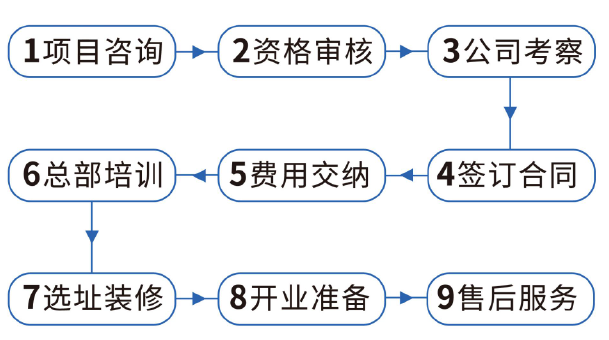 1项目咨询
2资格审核
3公司考察
4签订合同
5费用交纳
6总部培训
7选址装修
8开业准备
9售后服务